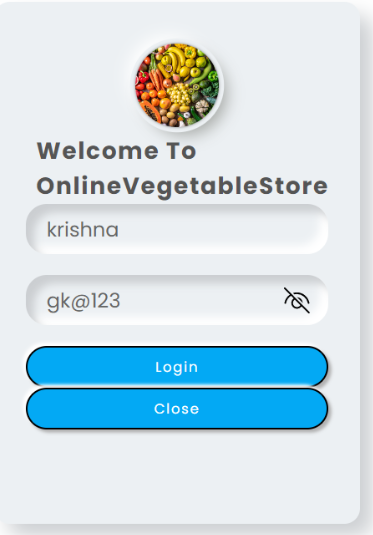 Welcome To
OnlineVegetableStore
krishna
gk@123
Login
Close